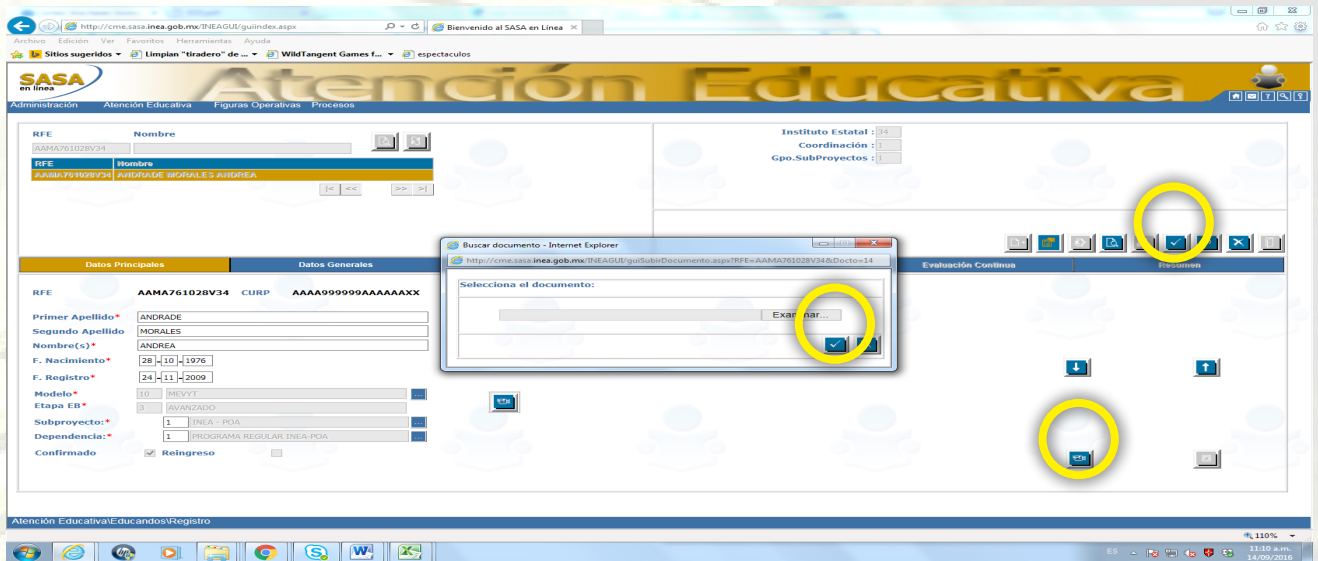 http://cme.sasa.inea.gob.mx/INEAGUI/guiindex.aspx
Bienvenido al SASA en Línea
Archivo Edición Ver Favoritos Herramientas Ayuda
Sitios sugeridos Limpian "tiradero" de ... WildTangent Games f... espectaculos
SASA
en línea
Atención Educativa
Administración Atención Educativa Figuras Operativas Procesos
RFE Nombre
AAMA761028V34
RFE Nombre
AAMA761028V34 ANDRADE MORALES ANDREA
|< << >> >|
Instituto Estatal : 34
Coordinación : 1
Gpo.SubProyectos : 1
Datos Principales Datos Generales Evaluación Continua Resumen
Buscar documento - Internet Explorer
http://cme.sasa.inea.gob.mx/INEAGUI/guiSubirDocumento.aspx?RFE=AAMA761028V34&Docto=14
Selecciona el documento:
Examinar...
RFE AAMA761028V34 CURP AAAA999999AAAAAAXX
Primer Apellido* ANDRADE
Segundo Apellido MORALES
Nombre(s)* ANDREA
F. Nacimiento* 28 - 10 - 1976
F. Registro* 24 - 11 - 2009
Modelo* 10 MEVYT ...
Etapa EB* 3 AVANZADO
Subproyecto:* 1 INEA - POA ...
Dependencia:* 1 PROGRAMA REGULAR INEA-POA ...
Confirmado Reingreso
Atención Educativa\Educandos\Registro
110%
ES 11:10 a.m.
14/09/2016